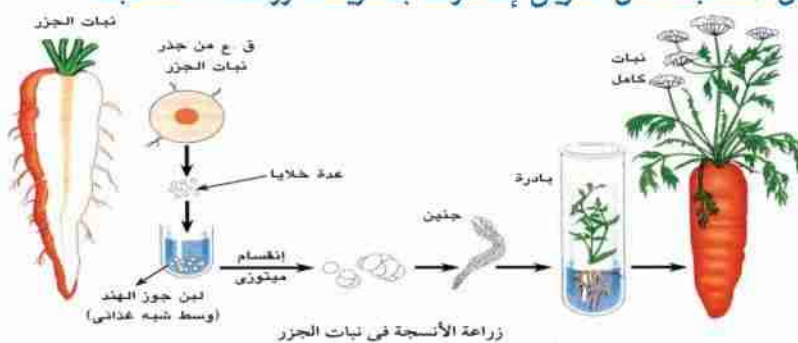 نبات الجزر
ق.ع من جذر
نبات الجزر
عدة خلايا
لبن جوز الهند
(وسط شبه غذائى)
إنقسام
ميتوزى
جنين
بادرة
نبات
كامل
زراعة الأنسجة فى نبات الجزر